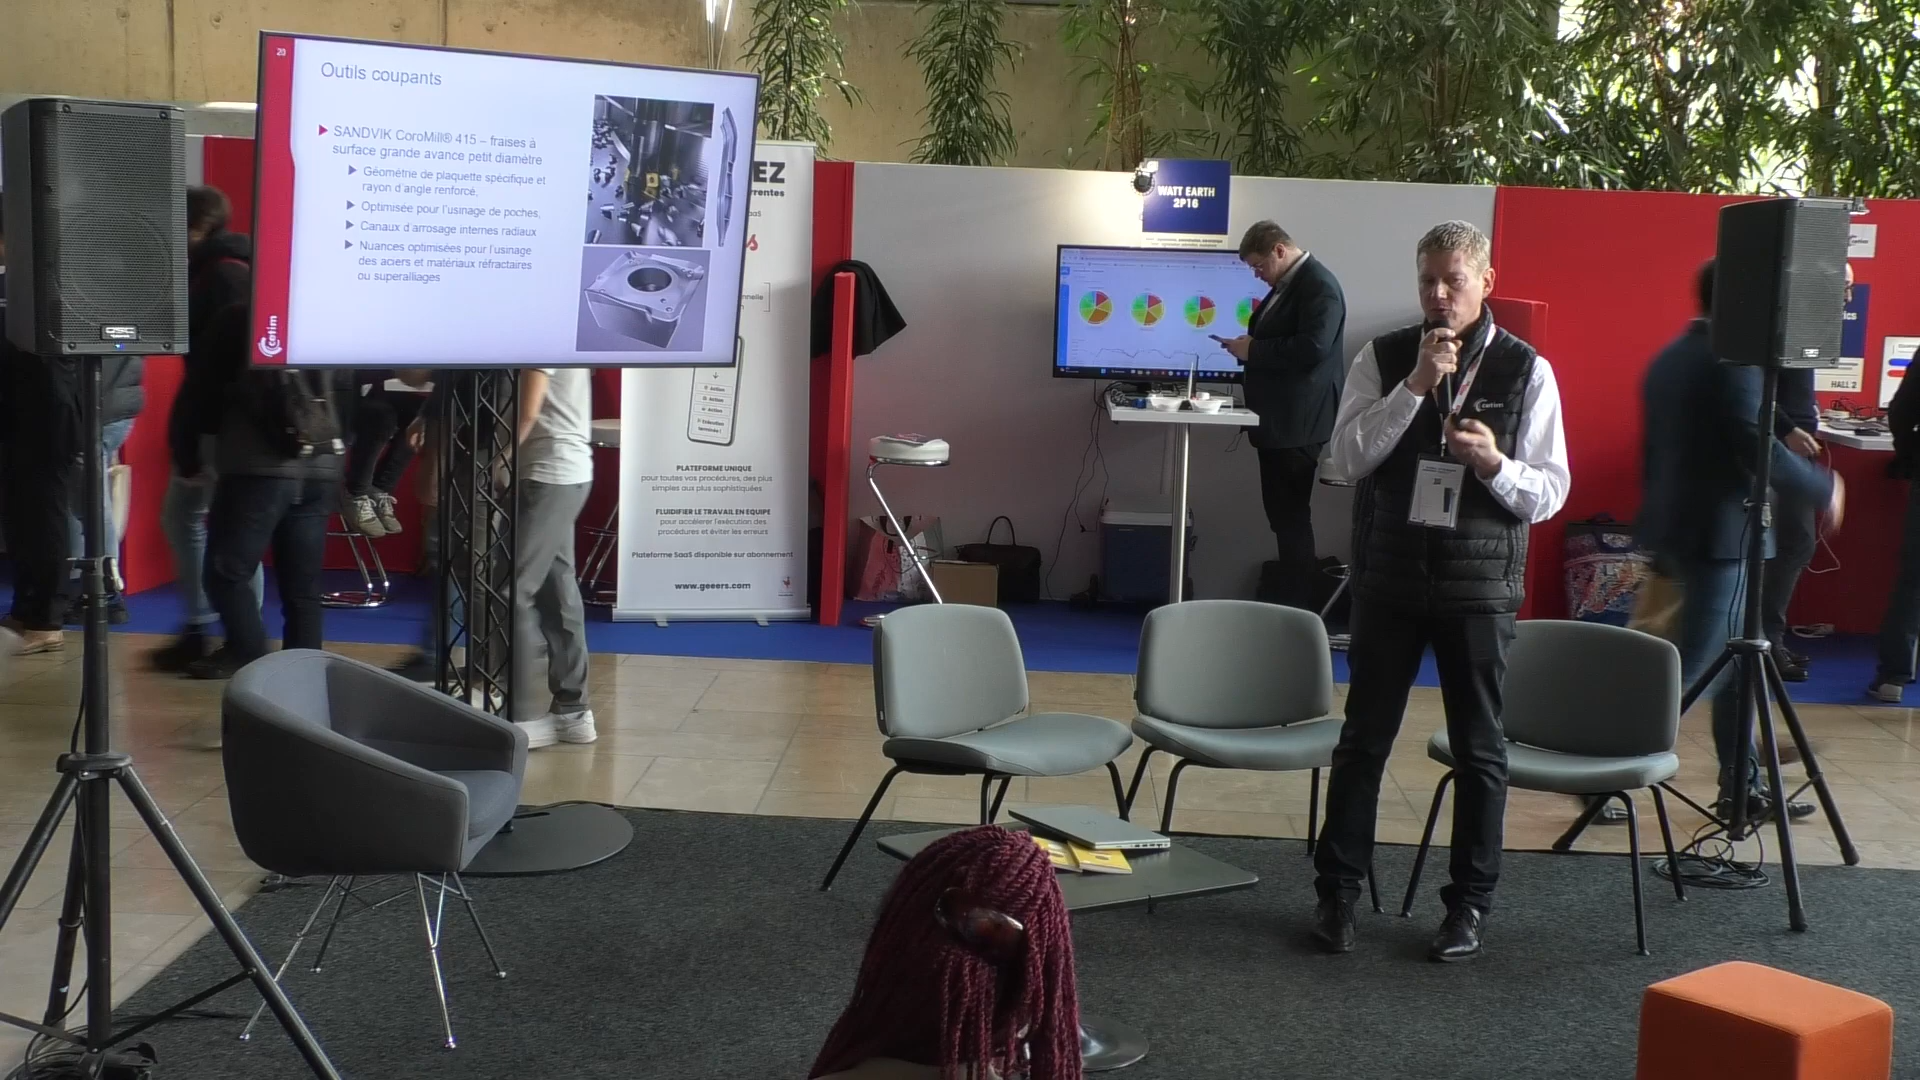 20
Outils coupants
SANDVIK CoroMill® 415 – fraises à
surface grande avance petit diamètre
Géométrie de plaquette spécifique et
rayon d'angle renforcé,
Optimisée pour l'usinage de poches,
Canaux d'arrosage internes radiaux
Nuances optimisées pour l'usinage
des aciers et matériaux réfractaires
ou superalliages
cetim
QSC
EZ
PLATEFORME UNIQUE
pour toutes vos procédures, des plus
simples aux plus sophistiquées
FLUIDIFIER LE TRAVAIL EN EQUIPE
pour accélerer l'exécution des
procédures et éviter les erreurs
Plateforme SaaS disponible sur abonnement
www.geeers.com
WATT EARTH
2P16
cetim
HALL 2